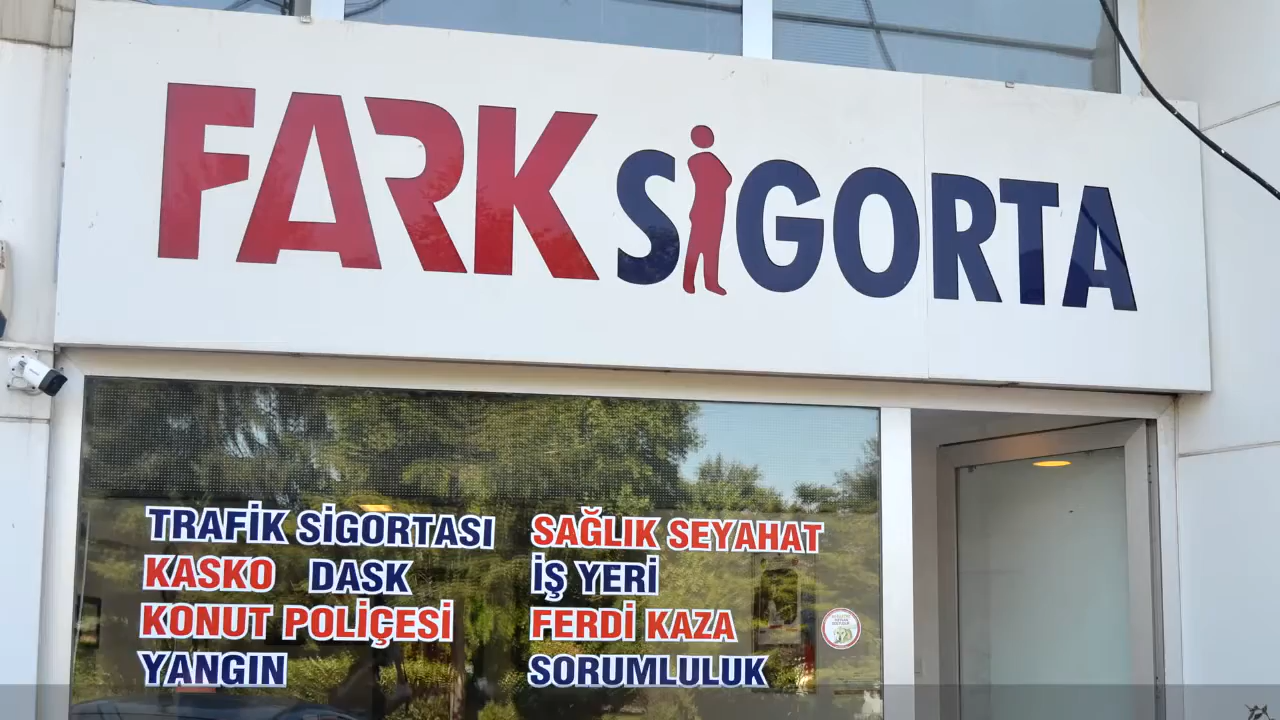 FARK SİGORTA
TRAFİK SİGORTASI
KASKO DASK
KONUT POLİÇESİ
YANGIN
SAĞLIK SEYAHAT
İŞ YERİ
FERDİ KAZA
SORUMLULUK